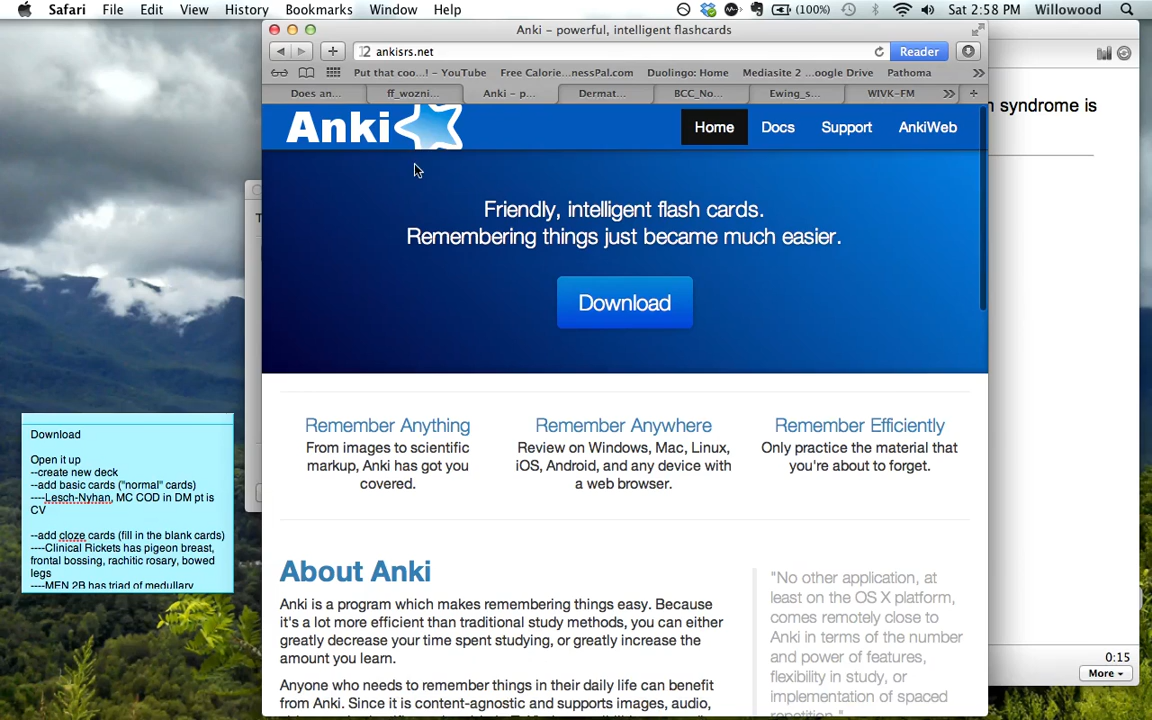 Safari File Edit View History Bookmarks Window Help (100%) Sat 2:58 PM Willowood
Anki – powerful, intelligent flashcards
ankisrs.net Reader
Put that coo...! – YouTube Free Calorie...nessPal.com Duolingo: Home Mediasite 2 ...oogle Drive Pathoma
Does an... ff_wozni... Anki – p... Dermat... BCC_No... Ewing_s... WIVK-FM
n syndrome is
Anki Home Docs Support AnkiWeb
Friendly, intelligent flash cards.
Remembering things just became much easier.
Download
Remember Anything
From images to scientific
markup, Anki has got you
covered.
Remember Anywhere
Review on Windows, Mac, Linux,
iOS, Android, and any device with
a web browser.
Remember Efficiently
Only practice the material that
you're about to forget.
About Anki
Anki is a program which makes remembering things easy. Because
it's a lot more efficient than traditional study methods, you can either
greatly decrease your time spent studying, or greatly increase the
amount you learn.
Anyone who needs to remember things in their daily life can benefit
from Anki. Since it is content-agnostic and supports images, audio,
"No other application, at
least on the OS X platform,
comes remotely close to
Anki in terms of the number
and power of features,
flexibility in study, or
implementation of spaced
repetition."
Download
Open it up
--create new deck
--add basic cards ("normal" cards)
----Lesch-Nyhan, MC COD in DM pt is
CV
--add cloze cards (fill in the blank cards)
----Clinical Rickets has pigeon breast,
frontal bossing, rachitic rosary, bowed
legs
----MEN 2B has triad of medullary
0:15
More